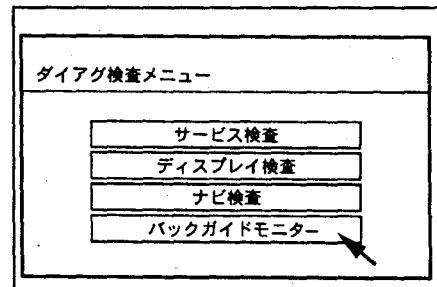 ダイアグ検査メニュー
サービス検査
ディスプレイ検査
ナビ検査
バックガイドモニター